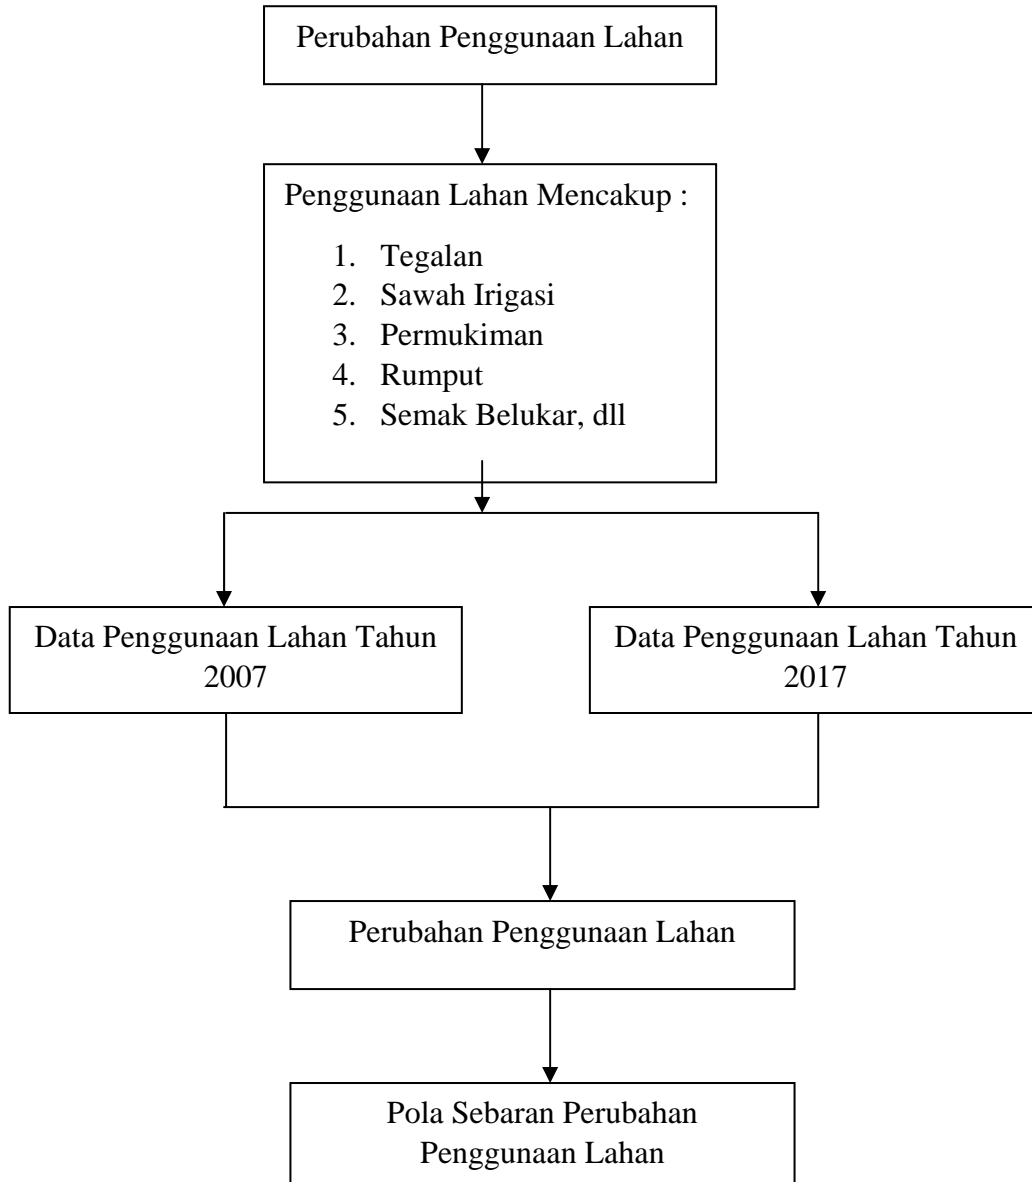 Perubahan Penggunaan Lahan
Penggunaan Lahan Mencakup :
1. Tegalan
2. Sawah Irigasi
3. Permukiman
4. Rumput
5. Semak Belukar, dll
Data Penggunaan Lahan Tahun
2007
Data Penggunaan Lahan Tahun
2017
Perubahan Penggunaan Lahan
Pola Sebaran Perubahan
Penggunaan Lahan